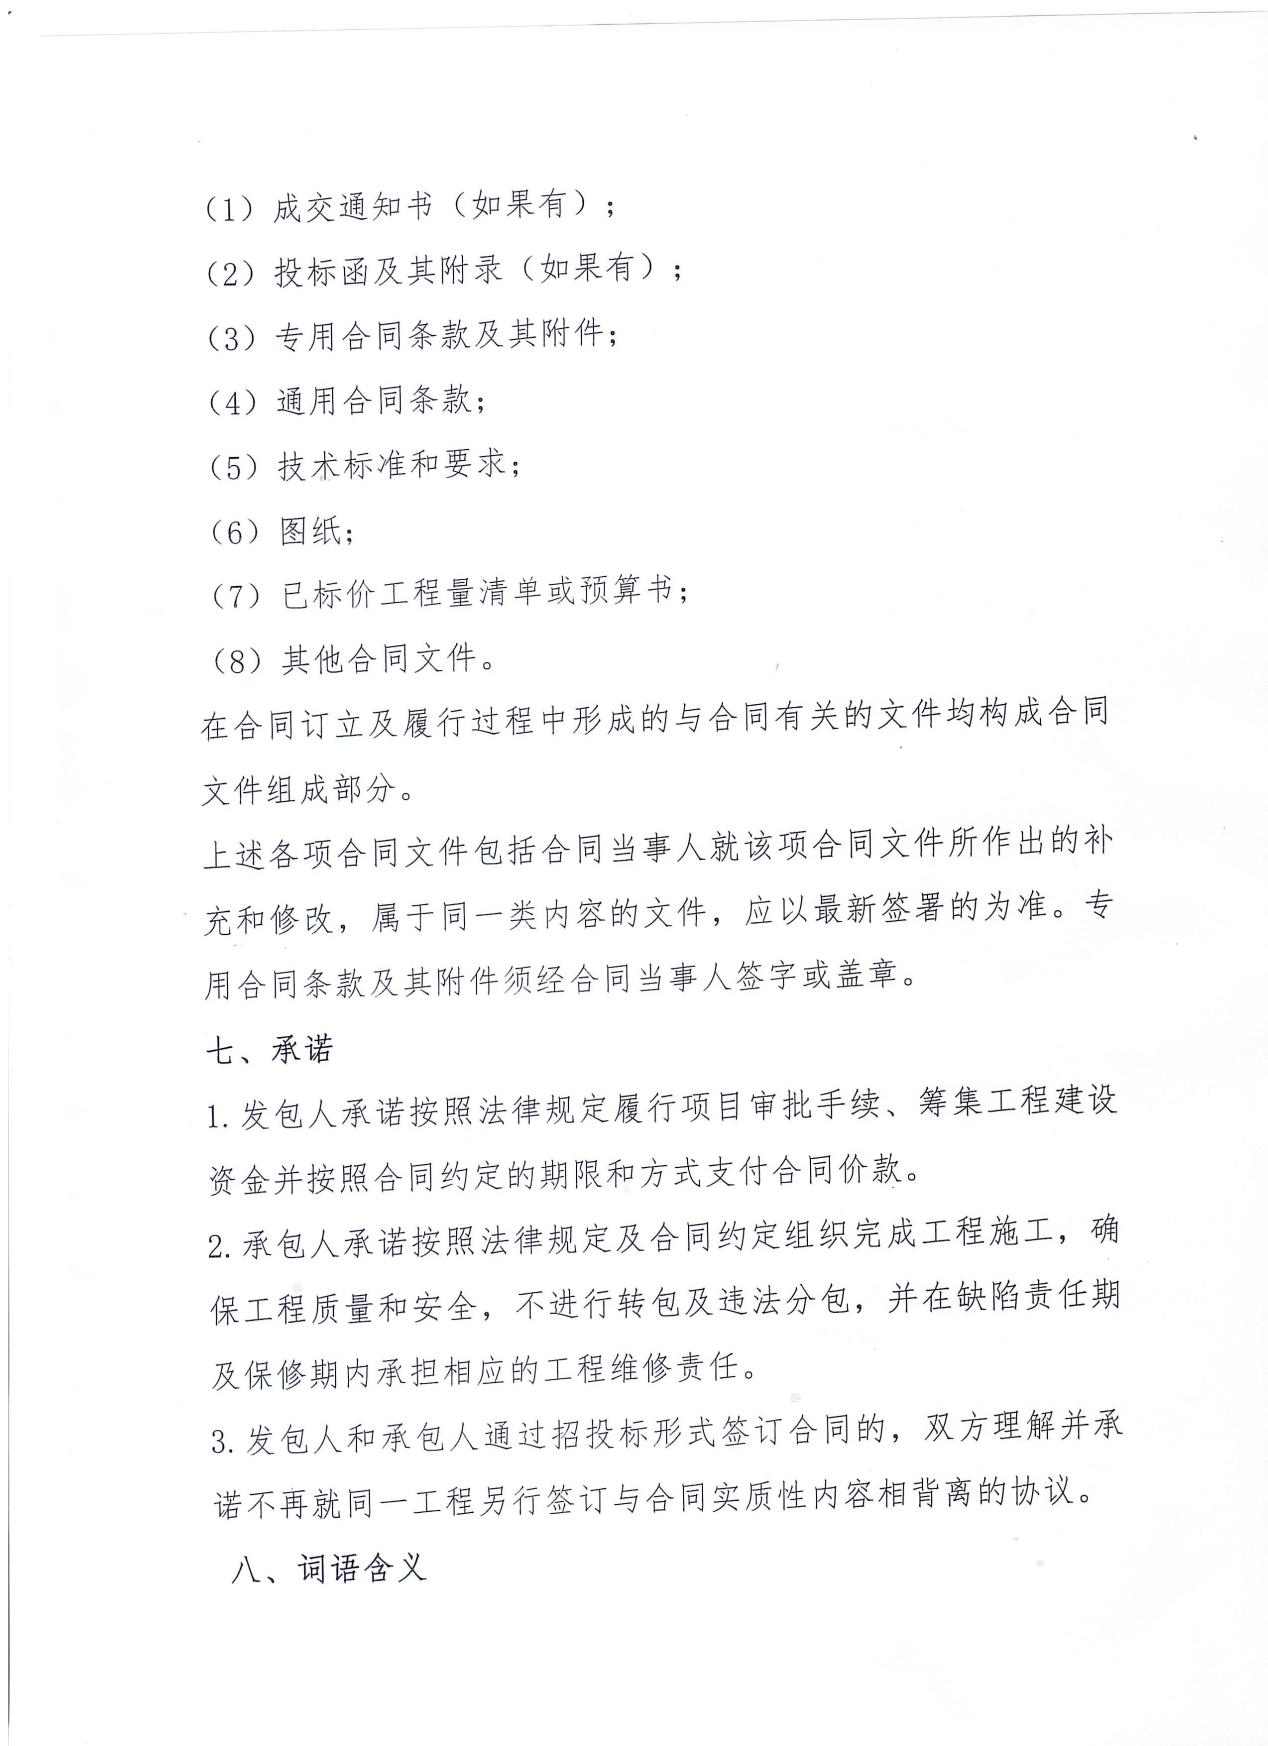 （1）成交通知书（如果有）；
（2）投标函及其附录（如果有）；
（3）专用合同条款及其附件；
（4）通用合同条款；
（5）技术标准和要求；
（6）图纸；
（7）已标价工程量清单或预算书；
（8）其他合同文件。
在合同订立及履行过程中形成的与合同有关的文件均构成合同
文件组成部分。
上述各项合同文件包括合同当事人就该项合同文件所作出的补
充和修改，属于同一类内容的文件，应以最新签署的为准。专
用合同条款及其附件须经合同当事人签字或盖章。
七、承诺
1.发包人承诺按照法律规定履行项目审批手续、筹集工程建设
资金并按照合同约定的期限和方式支付合同价款。
2.承包人承诺按照法律规定及合同约定组织完成工程施工，确
保工程质量和安全，不进行转包及违法分包，并在缺陷责任期
及保修期内承担相应的工程维修责任。
3.发包人和承包人通过招投标形式签订合同的，双方理解并承
诺不再就同一工程另行签订与合同实质性内容相背离的协议。
八、词语含义